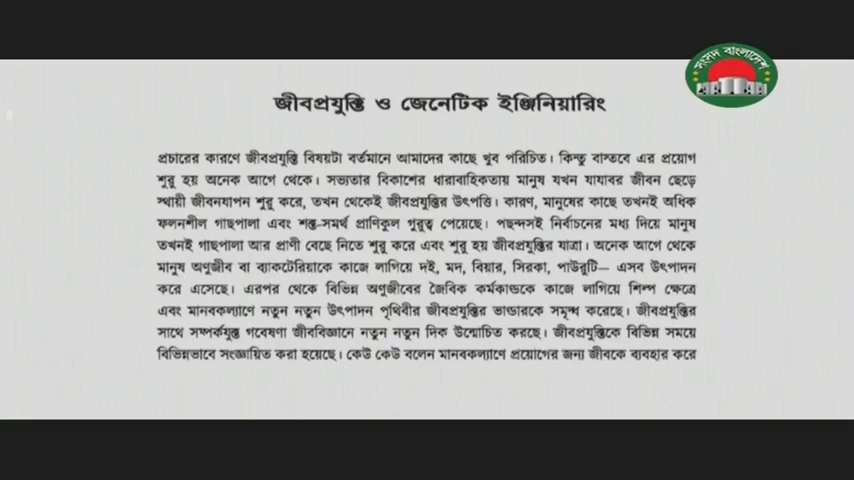 সংসদ বাংলাদেশ
জীবপ্রযুক্তি ও জেনেটিক ইঞ্জিনিয়ারিং
প্রচারের কারণে জীবপ্রযুক্তি বিষয়টা বর্তমানে আমাদের কাছে খুব পরিচিত। কিন্তু বাস্তবে এর প্রয়োগ
শুরু হয় অনেক আগে থেকে। সভ্যতার বিকাশের ধারাবাহিকতায় মানুষ যখন যাযাবর জীবন ছেড়ে
স্থায়ী জীবনযাপন শুরু করে, তখন থেকেই জীবপ্রযুক্তির উৎপত্তি। কারণ, মানুষের কাছে তখনই অধিক
ফলনশীল গাছপালা এবং শক্ত-সমর্থ প্রাণিকুল গুরুত্ব পেয়েছে। পছন্দসই নির্বাচনের মধ্য দিয়ে মানুষ
তখনই গাছপালা আর প্রাণী বেছে নিতে শুরু করে এবং শুরু হয় জীবপ্রযুক্তির যাত্রা। অনেক আগে থেকে
মানুষ অণুজীব বা ব্যাকটেরিয়াকে কাজে লাগিয়ে দই, মদ, বিয়ার, সিরকা, পাউরুটি— এসব উৎপাদন
করে এসেছে। এরপর থেকে বিভিন্ন অণুজীবের জৈবিক কর্মকান্ডকে কাজে লাগিয়ে শিল্প ক্ষেত্রে
এবং মানবকল্যাণে নতুন নতুন উৎপাদন পৃথিবীর জীবপ্রযুক্তির ভান্ডারকে সমৃদ্ধ করেছে। জীবপ্রযুক্তির
সাথে সম্পর্কযুক্ত গবেষণা জীববিজ্ঞানে নতুন নতুন দিক উন্মোচিত করছে। জীবপ্রযুক্তিকে বিভিন্ন সময়ে
বিভিন্নভাবে সংজ্ঞায়িত করা হয়েছে। কেউ কেউ বলেন মানবকল্যাণে প্রয়োগের জন্য জীবকে ব্যবহার করে